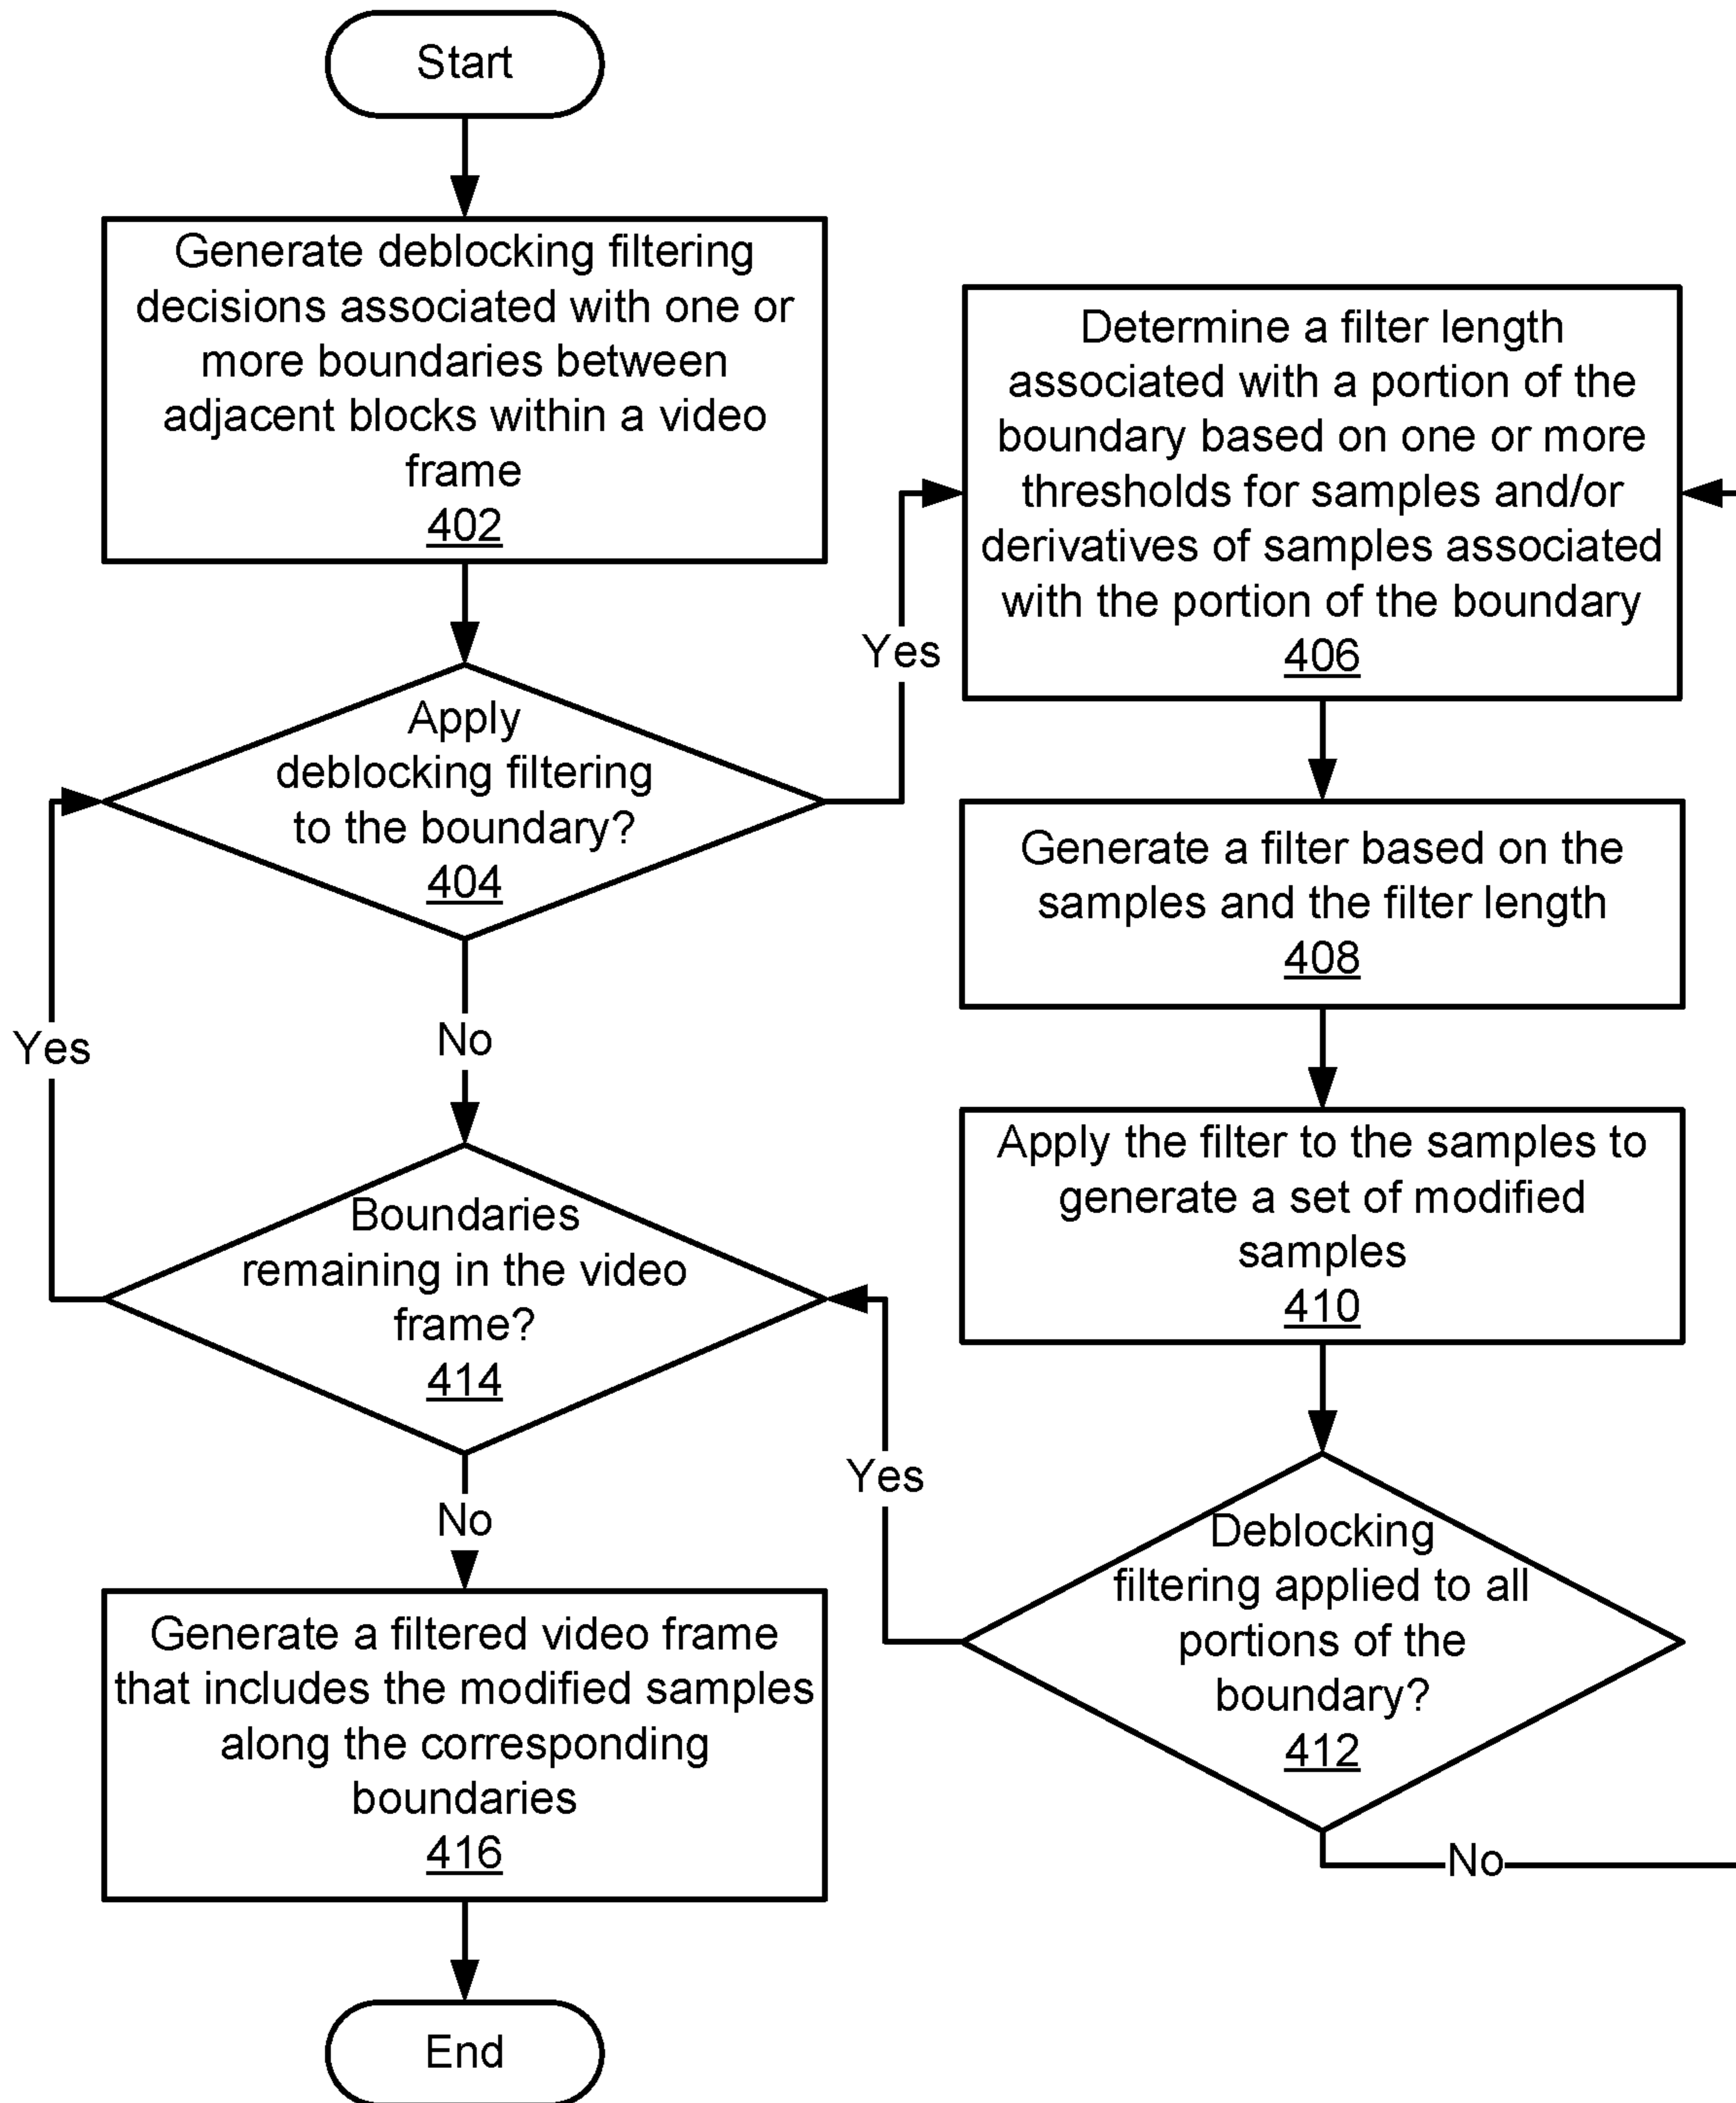 Start
Generate deblocking filtering
decisions associated with one or
more boundaries between
adjacent blocks within a video
frame
402
Apply
deblocking filtering
to the boundary?
404
Yes
Determine a filter length
associated with a portion of the
boundary based on one or more
thresholds for samples and/or
derivatives of samples associated
with the portion of the boundary
406
Generate a filter based on the
samples and the filter length
408
Apply the filter to the samples to
generate a set of modified
samples
410
Deblocking
filtering applied to all
portions of the
boundary?
412
No
Yes
No
Boundaries
remaining in the video
frame?
414
Yes
No
Generate a filtered video frame
that includes the modified samples
along the corresponding
boundaries
416
End